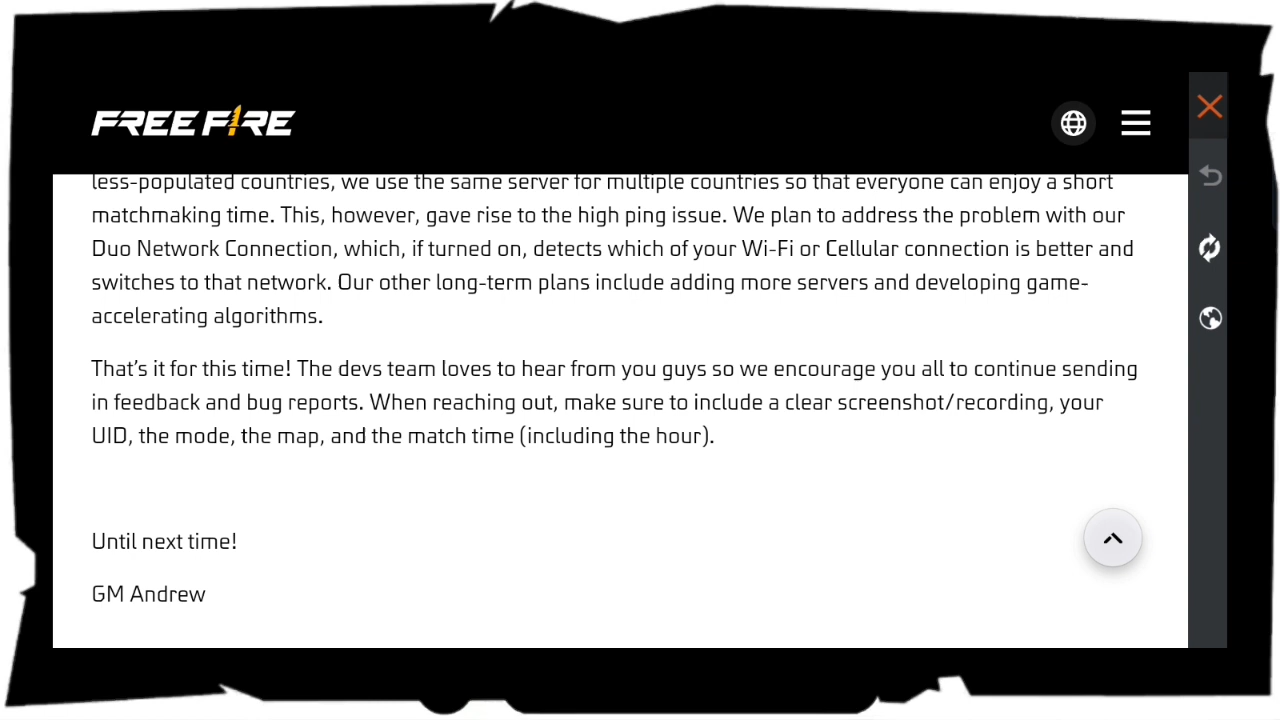 FREE FIRE
less-populated countries, we use the same server for multiple countries so that everyone can enjoy a short
matchmaking time. This, however, gave rise to the high ping issue. We plan to address the problem with our
Duo Network Connection, which, if turned on, detects which of your Wi-Fi or Cellular connection is better and
switches to that network. Our other long-term plans include adding more servers and developing game-
accelerating algorithms.
That's it for this time! The devs team loves to hear from you guys so we encourage you all to continue sending
in feedback and bug reports. When reaching out, make sure to include a clear screenshot/recording, your
UID, the mode, the map, and the match time (including the hour).
Until next time!
GM Andrew